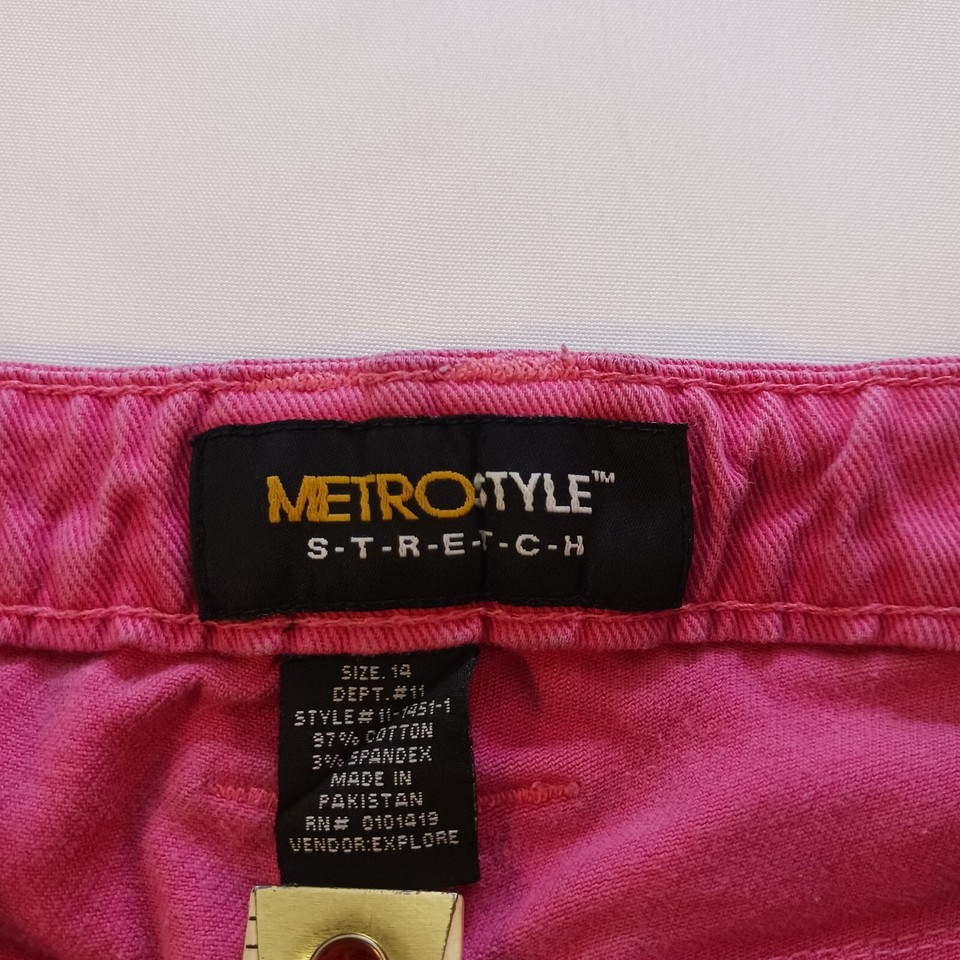 METROSTYLE™
S-T-R-E-T-C-H
SIZE. 14
DEPT.#11
STYLE#11-1451-1
97% COTTON
3% SPANDEX
MADE IN
PAKISTAN
RN# 0101419
VENDOR:EXPLORE